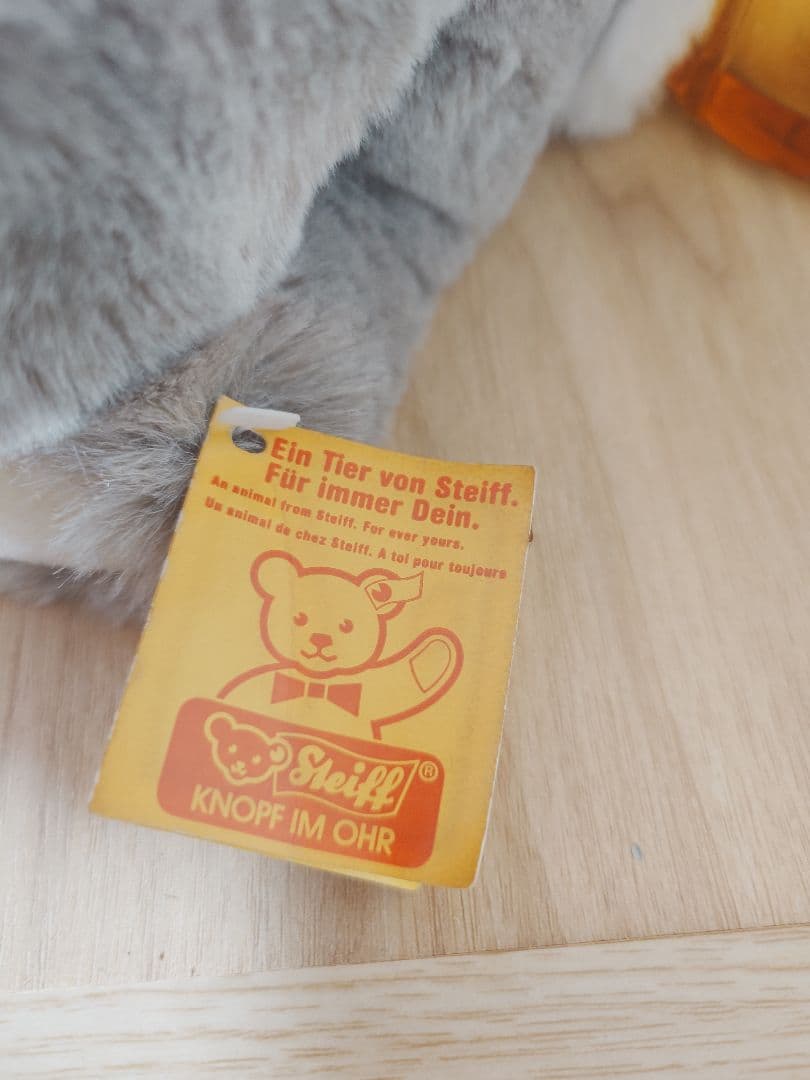 Ein Tier von Steiff.
Für immer Dein.
An animal from Steiff. For ever yours.
Un animal de chez Steiff. A toi pour toujours
Steiff ®
KNOPF IM OHR